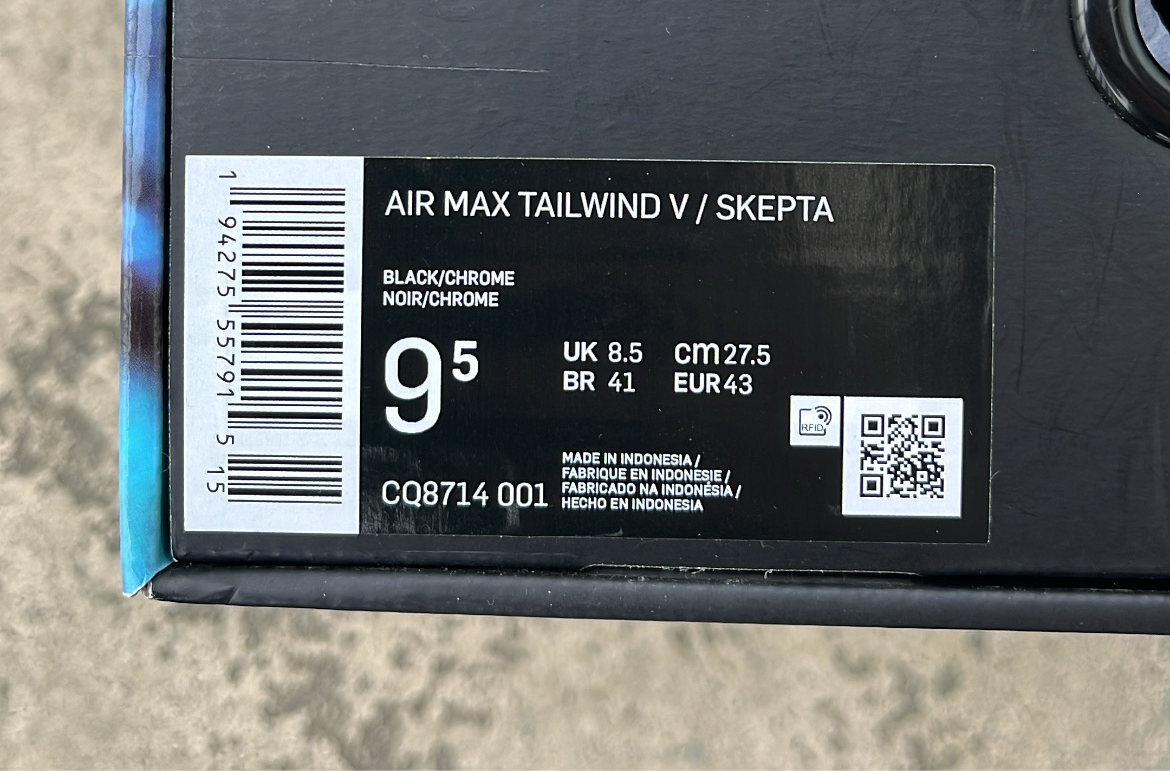 1 94275 55791 5 15
AIR MAX TAILWIND V / SKEPTA
BLACK/CHROME
NOIR/CHROME
9⁵
UK 8.5 cm 27.5
BR 41 EUR 43
RFID
CQ8714 001
MADE IN INDONESIA /
FABRIQUE EN INDONESIE /
FABRICADO NA INDONÉSIA /
HECHO EN INDONESIA